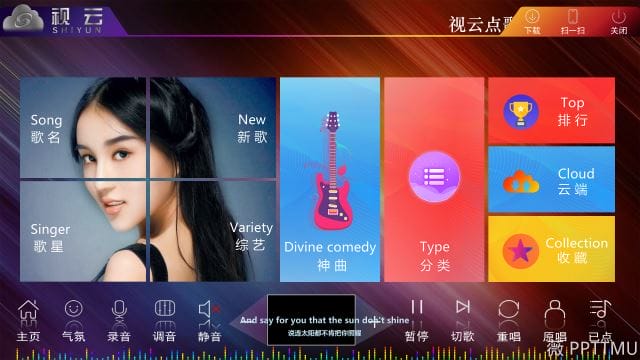 视云
SHIYUN
视云点歌
下载
扫一扫
关闭
Song
歌名
New
新歌
Singer
歌星
Variety
综艺
Divine comedy
神曲
Type
分类
Top
排行
Cloud
云端
Collection
收藏
And say for you that the sun don't shine
说连太阳都不肯把你照耀
主页
气氛
录音
调音
静音
暂停
切歌
重唱
原唱
已点
微 PPTTMU